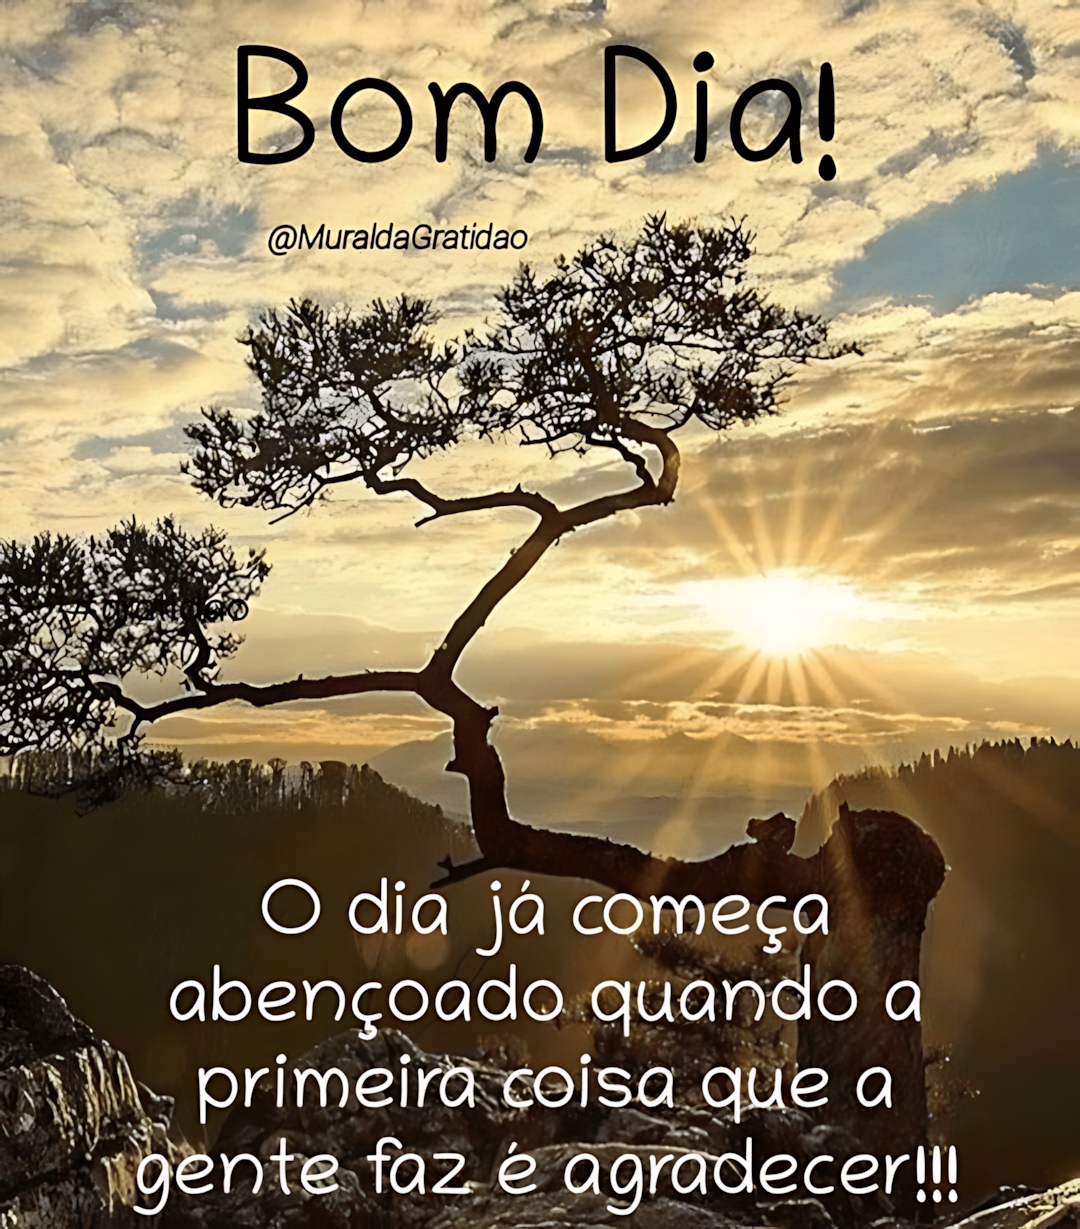 Bom Dia!
@MuraldaGratidao
O dia já começa
abençoado quando a
primeira coisa que a
gente faz é agradecer!!!